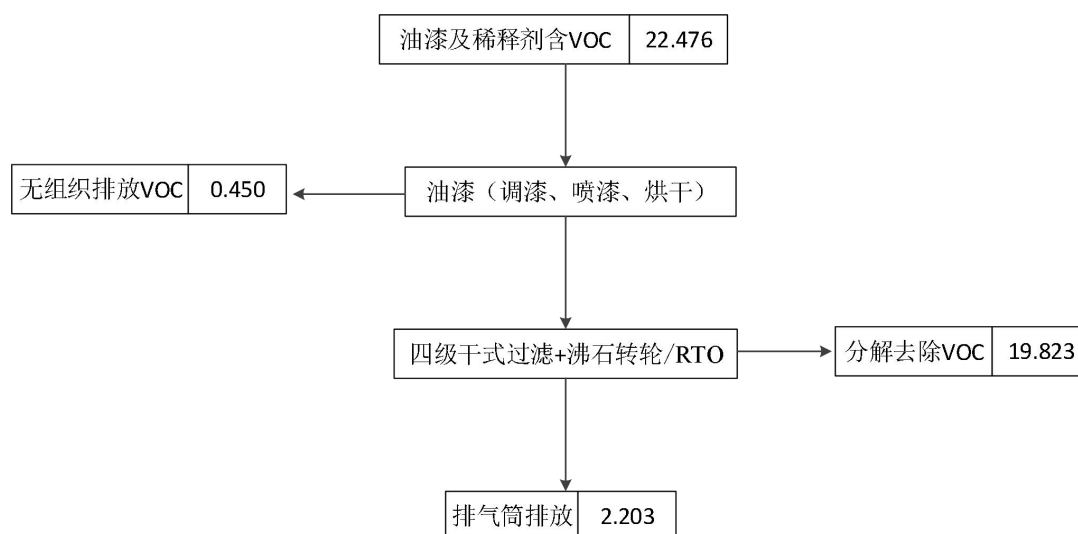 油漆及稀释剂含VOC 22.476
无组织排放VOC 0.450
油漆（调漆、喷漆、烘干）
四级干式过滤+沸石转轮/RTO
分解去除VOC 19.823
排气筒排放 2.203